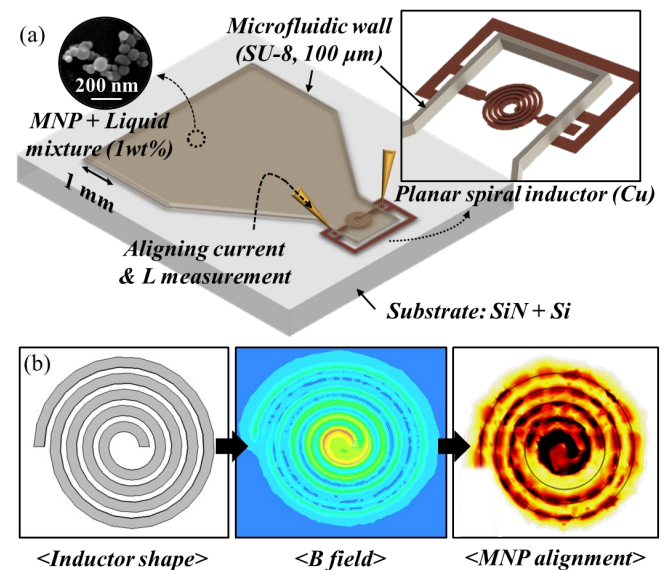 (a)
Microfluidic wall
(SU-8, 100 μm)
200 nm
MNP + Liquid
mixture (1wt%)
1 mm
Planar spiral inductor (Cu)
Aligning current
& L measurement
Substrate: SiN + Si
(b)
<Inductor shape>
<B field>
<MNP alignment>